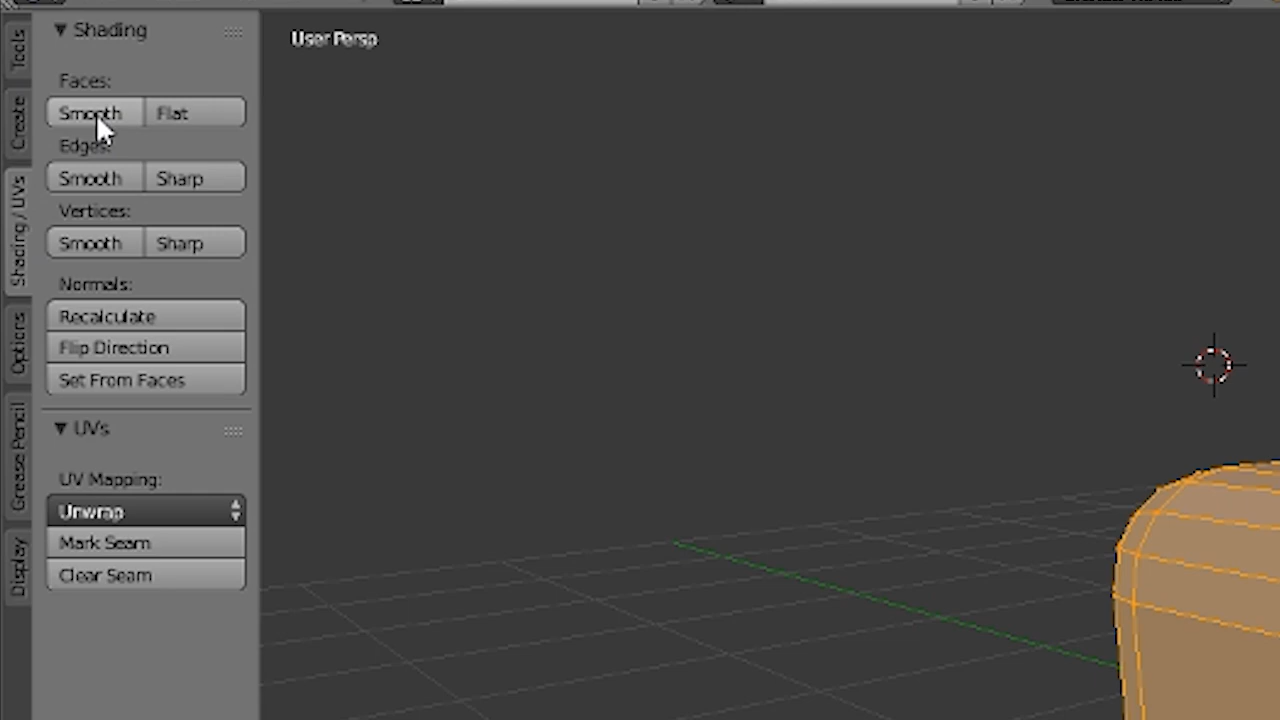 Tools
Create
Shading / UVs
Options
Grease Pencil
Display
Shading
Faces:
Smooth Flat
Edges:
Smooth Sharp
Vertices:
Smooth Sharp
Normals:
Recalculate
Flip Direction
Set From Faces
UVs
UV Mapping:
Unwrap
Mark Seam
Clear Seam
User Persp